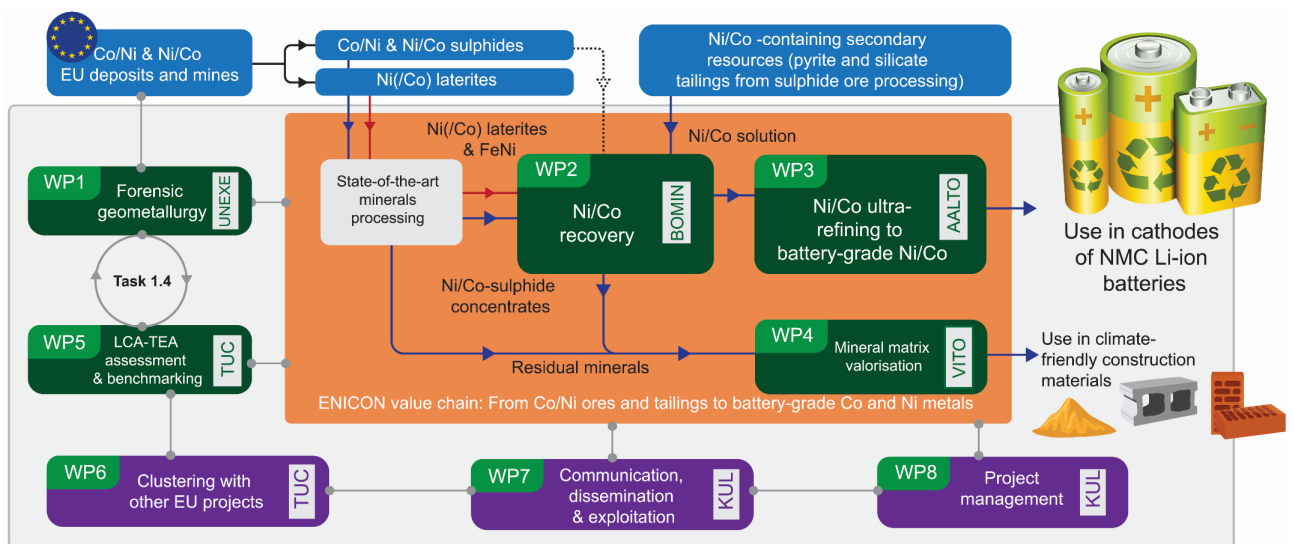 Co/Ni & Ni/Co
EU deposits and mines
Co/Ni & Ni/Co sulphides
Ni(/Co) laterites
Ni/Co -containing secondary
resources (pyrite and silicate
tailings from sulphide ore processing)
WP1
Forensic
geometallurgy
UNEXE
Task 1.4
WP5
LCA-TEA
assessment
& benchmarking
TUC
State-of-the-art
minerals
processing
Ni(/Co) laterites
& FeNi
WP2
Ni/Co
recovery
BOMIN
Ni/Co solution
WP3
Ni/Co ultra-
refining to
battery-grade Ni/Co
AALTO
Use in cathodes
of NMC Li-ion
batteries
Ni/Co-sulphide
concentrates
Residual minerals
WP4
Mineral matrix
valorisation
VITO
Use in climate-
friendly construction
materials
ENICON value chain: From Co/Ni ores and tailings to battery-grade Co and Ni metals
WP6
Clustering with
other EU projects
TUC
WP7
Communication,
dissemination
& exploitation
KUL
WP8
Project
management
KUL